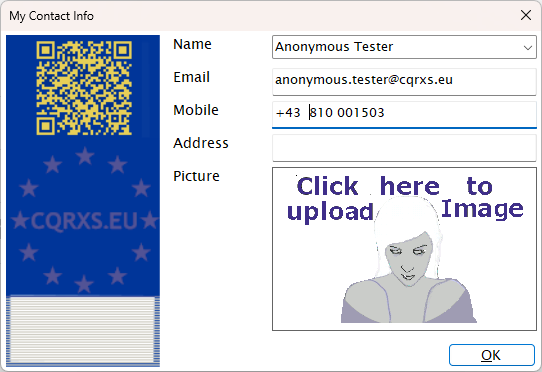 My Contact Info
Name
Anonymous Tester
Email
anonymous.tester@cqrxs.eu
Mobile
+43 810 001503
Address
Picture
Click here to
upload Image
CQRXS.EU
OK